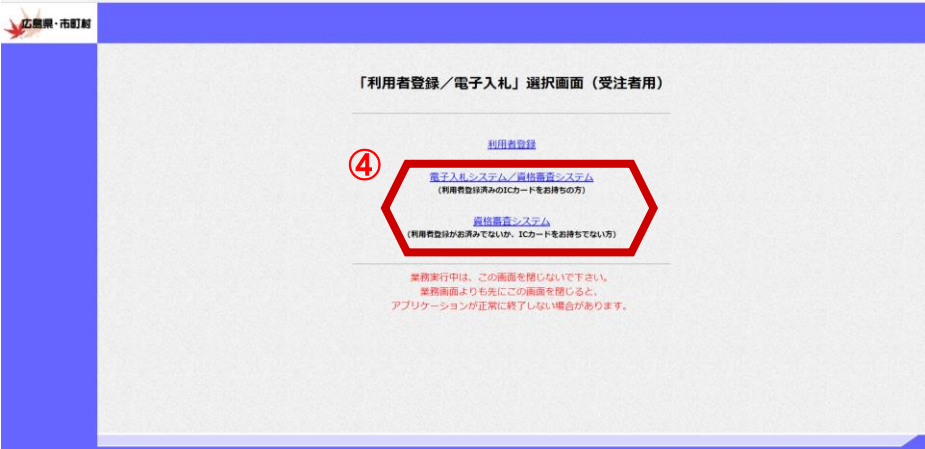 広島県・市町村
「利用者登録／電子入札」選択画面（受注者用）
利用者登録
④
電子入札システム／資格審査システム
（利用者登録済みのICカードをお持ちの方）
資格審査システム
（利用者登録がお済みでないか、ICカードをお持ちでない方）
業務実行中は、この画面を閉じないで下さい。
業務画面よりも先にこの画面を閉じると、
アプリケーションが正常に終了しない場合があります。